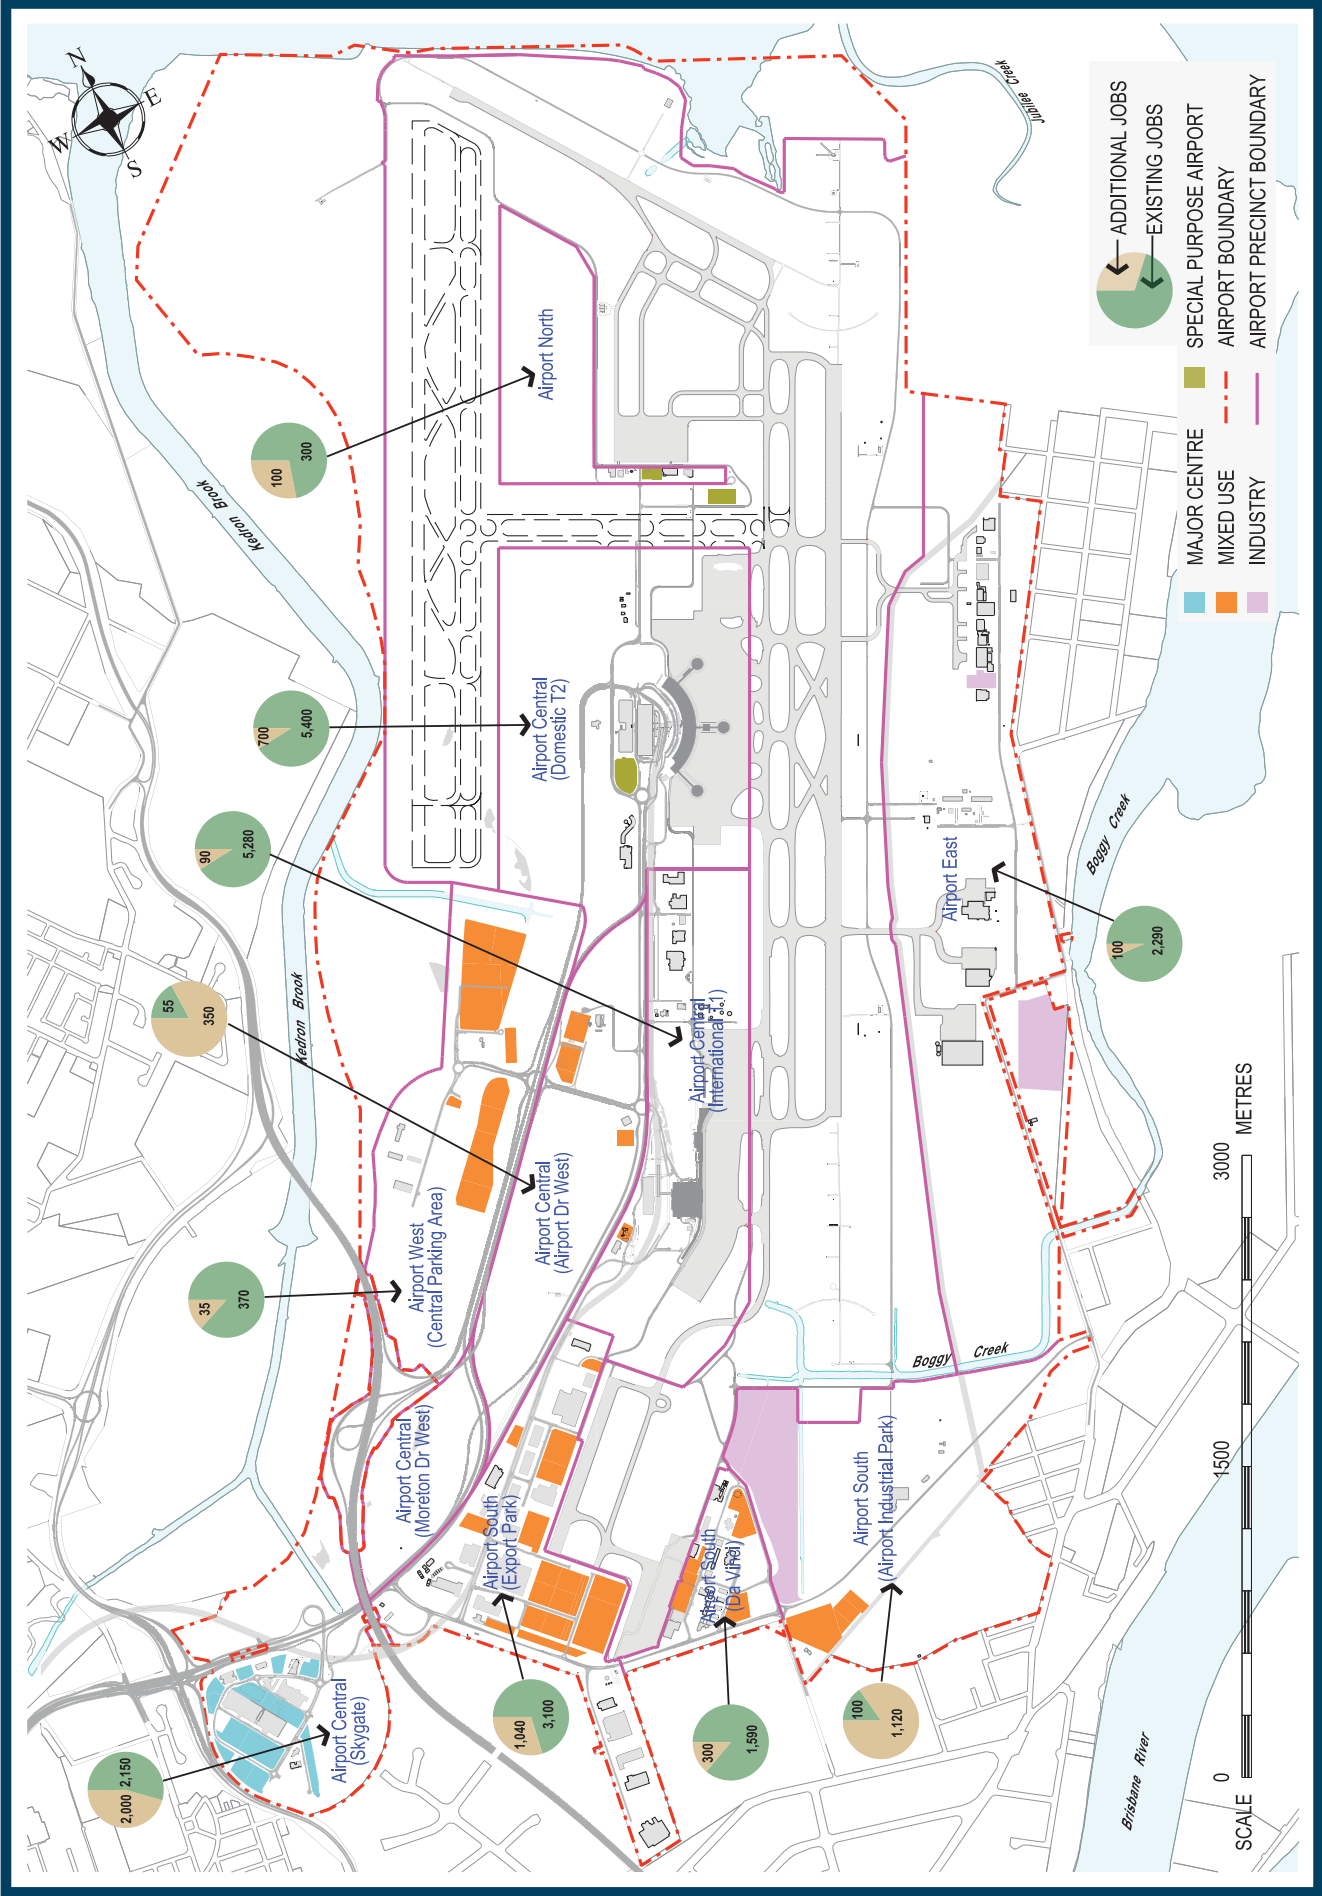 N
E
S
W
Kedron Brook
Kedron Brook
Kedron Brook
Jubilee Creek
Boggy Creek
Boggy Creek
Brisbane River
100
300
Airport North
700
5,400
Airport Central
(Domestic T2)
90
5,280
Airport Central
(International T1)
55
350
Airport Central
(Airport Dr West)
35
370
Airport West
(Central Parking Area)
Airport Central
(Moreton Dr West)
2,000
2,150
Airport Central
(Skygate)
1,040
3,100
Airport South
(Export Park)
300
1,590
Airport South
(Da Vinci)
100
1,120
Airport South
(Airport Industrial Park)
100
2,290
Airport East
ADDITIONAL JOBS
EXISTING JOBS
MAJOR CENTRE
MIXED USE
INDUSTRY
SPECIAL PURPOSE AIRPORT
AIRPORT BOUNDARY
AIRPORT PRECINCT BOUNDARY
SCALE
0
1500
3000
METRES